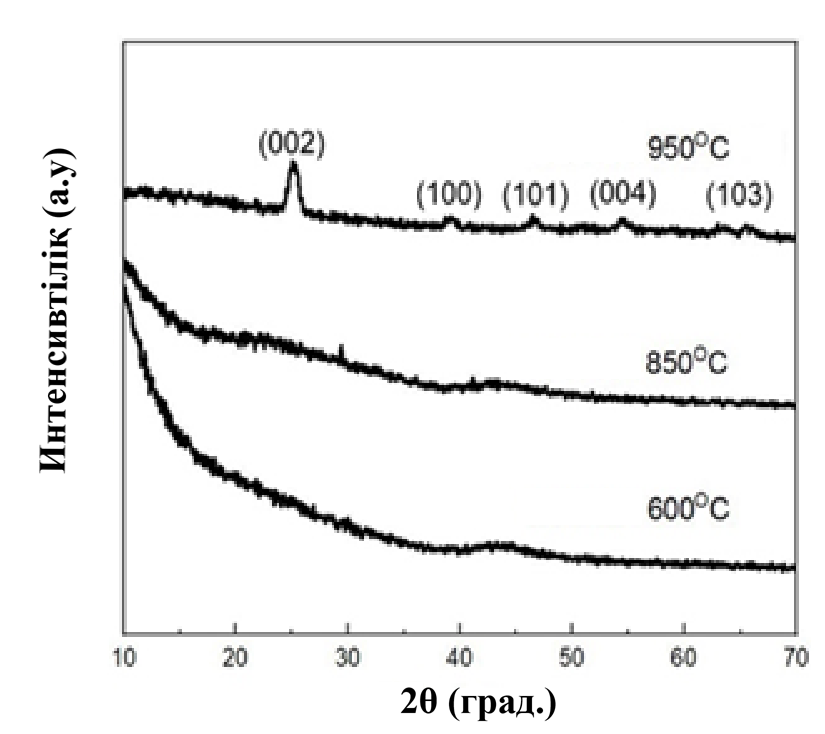 Интенсивтілік (а.у)
(002)
950°C
(100) (101) (004) (103)
850°C
600°C
10 20 30 40 50 60 70
2θ (град.)